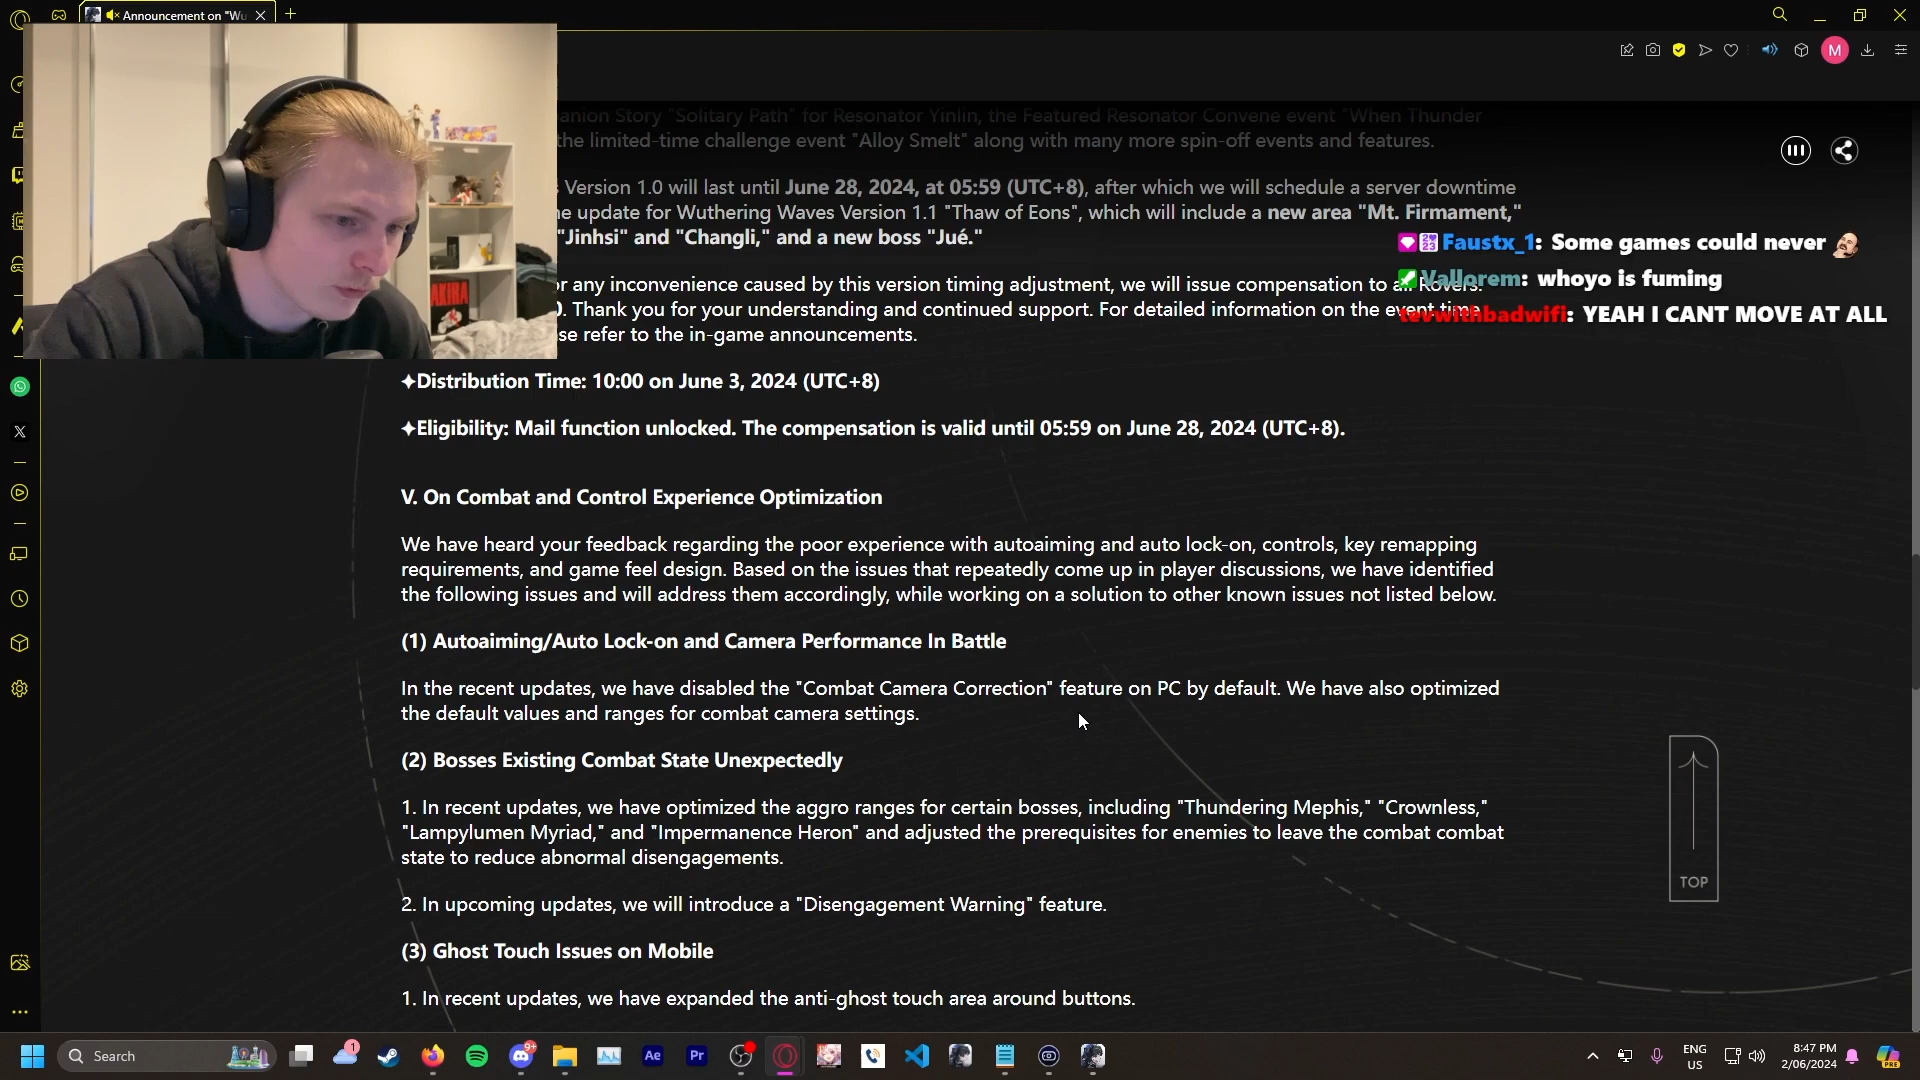 Announcement on "Wu
anion Story "Solitary Path" for Resonator Yinlin, the Featured Resonator Convene event "When Thunder
the limited-time challenge event "Alloy Smelt" along with many more spin-off events and features.
Version 1.0 will last until June 28, 2024, at 05:59 (UTC+8), after which we will schedule a server downtime
ne update for Wuthering Waves Version 1.1 "Thaw of Eons", which will include a new area "Mt. Firmament,"
"Jinhsi" and "Changli," and a new boss "Jué."
Faustx_1: Some games could never
Vallorem: whoyo is fuming
tevwithbadwifi: YEAH I CANT MOVE AT ALL
or any inconvenience caused by this version timing adjustment, we will issue compensation to all Rovers.
0. Thank you for your understanding and continued support. For detailed information on the event time
se refer to the in-game announcements.
✦Distribution Time: 10:00 on June 3, 2024 (UTC+8)
✦Eligibility: Mail function unlocked. The compensation is valid until 05:59 on June 28, 2024 (UTC+8).
V. On Combat and Control Experience Optimization
We have heard your feedback regarding the poor experience with autoaiming and auto lock-on, controls, key remapping
requirements, and game feel design. Based on the issues that repeatedly come up in player discussions, we have identified
the following issues and will address them accordingly, while working on a solution to other known issues not listed below.
(1) Autoaiming/Auto Lock-on and Camera Performance In Battle
In the recent updates, we have disabled the "Combat Camera Correction" feature on PC by default. We have also optimized
the default values and ranges for combat camera settings.
(2) Bosses Existing Combat State Unexpectedly
1. In recent updates, we have optimized the aggro ranges for certain bosses, including "Thundering Mephis," "Crownless,"
"Lampylumen Myriad," and "Impermanence Heron" and adjusted the prerequisites for enemies to leave the combat combat
state to reduce abnormal disengagements.
2. In upcoming updates, we will introduce a "Disengagement Warning" feature.
(3) Ghost Touch Issues on Mobile
1. In recent updates, we have expanded the anti-ghost touch area around buttons.
TOP
M
AKIRA
Search
1
9+
Ae
Pr
ENG
US
8:47 PM
2/06/2024
PRE